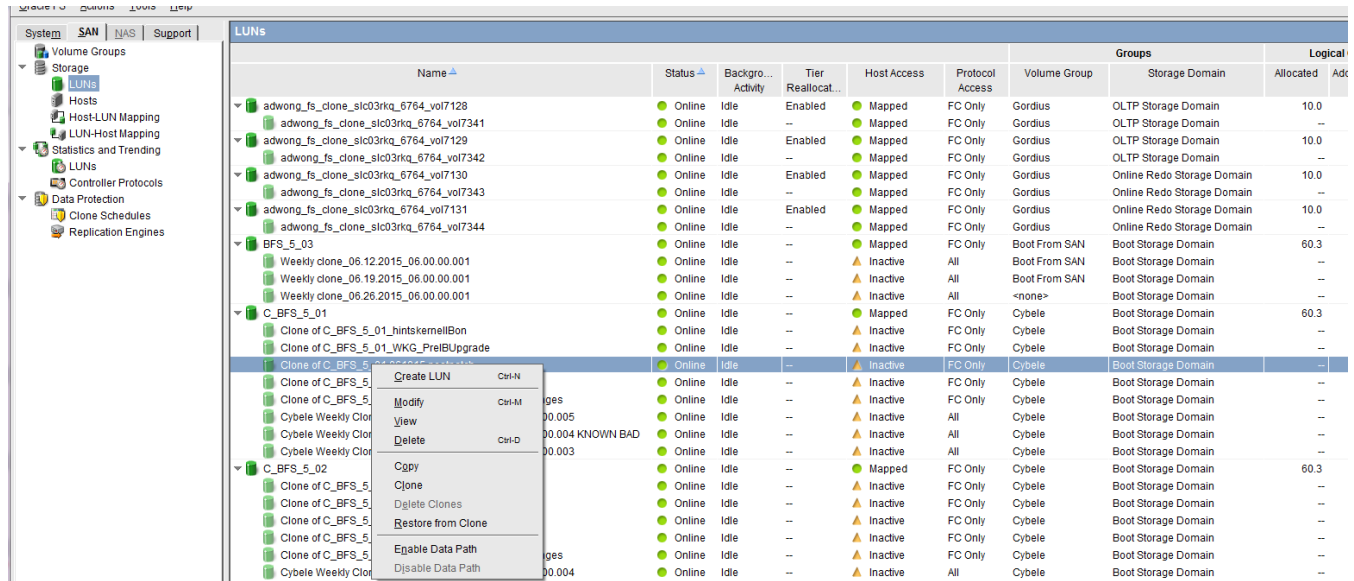 Oracle FS Actions Tools Help
System SAN NAS Support
Volume Groups
Storage
LUNs
Hosts
Host-LUN Mapping
LUN-Host Mapping
Statistics and Trending
LUNs
Controller Protocols
Data Protection
Clone Schedules
Replication Engines
LUNs
Groups Logical
Name Status Backgro... Activity Tier Reallocat... Host Access Protocol Access Volume Group Storage Domain Allocated
adwong_fs_clone_slc03rkq_6764_vol7128 Online Idle Enabled Mapped FC Only Gordius OLTP Storage Domain 10.0
adwong_fs_clone_slc03rkq_6764_vol7341 Online Idle -- Mapped FC Only Gordius OLTP Storage Domain --
adwong_fs_clone_slc03rkq_6764_vol7129 Online Idle Enabled Mapped FC Only Gordius OLTP Storage Domain 10.0
adwong_fs_clone_slc03rkq_6764_vol7342 Online Idle -- Mapped FC Only Gordius OLTP Storage Domain --
adwong_fs_clone_slc03rkq_6764_vol7130 Online Idle Enabled Mapped FC Only Gordius Online Redo Storage Domain 10.0
adwong_fs_clone_slc03rkq_6764_vol7343 Online Idle -- Mapped FC Only Gordius Online Redo Storage Domain --
adwong_fs_clone_slc03rkq_6764_vol7131 Online Idle Enabled Mapped FC Only Gordius Online Redo Storage Domain 10.0
adwong_fs_clone_slc03rkq_6764_vol7344 Online Idle -- Mapped FC Only Gordius Online Redo Storage Domain --
BFS_5_03 Online Idle -- Mapped FC Only Boot From SAN Boot Storage Domain 60.3
Weekly clone_06.12.2015_06.00.00.001 Online Idle -- Inactive All Boot From SAN Boot Storage Domain --
Weekly clone_06.19.2015_06.00.00.001 Online Idle -- Inactive All Boot From SAN Boot Storage Domain --
Weekly clone_06.26.2015_06.00.00.001 Online Idle -- Inactive All <none> Boot Storage Domain --
C_BFS_5_01 Online Idle -- Mapped FC Only Cybele Boot Storage Domain 60.3
Clone of C_BFS_5_01_hintskernellBon Online Idle -- Inactive FC Only Cybele Boot Storage Domain --
Clone of C_BFS_5_01_WKG_PreIBUpgrade Online Idle -- Inactive FC Only Cybele Boot Storage Domain --
Clone of C_BFS_5 Online Idle -- Inactive FC Only Cybele Boot Storage Domain --
Clone of C_BFS_5 Online Idle -- Inactive FC Only Cybele Boot Storage Domain --
Clone of C_BFS_5 ges Online Idle -- Inactive FC Only Cybele Boot Storage Domain --
Cybele Weekly Clor 00.005 Online Idle -- Inactive All Cybele Boot Storage Domain --
Cybele Weekly Clor 00.004 KNOWN BAD Online Idle -- Inactive All Cybele Boot Storage Domain --
Cybele Weekly Clor 00.003 Online Idle -- Inactive All Cybele Boot Storage Domain --
C_BFS_5_02 Online Idle -- Mapped FC Only Cybele Boot Storage Domain 60.3
Clone of C_BFS_5_ Online Idle -- Inactive FC Only Cybele Boot Storage Domain --
Clone of C_BFS_5_ Online Idle -- Inactive FC Only Cybele Boot Storage Domain --
Clone of C_BFS_5_ Online Idle -- Inactive FC Only Cybele Boot Storage Domain --
Clone of C_BFS_5_ Online Idle -- Inactive FC Only Cybele Boot Storage Domain --
Clone of C_BFS_5_ ges Online Idle -- Inactive FC Only Cybele Boot Storage Domain --
Cybele Weekly Clor 00.004 Online Idle -- Inactive All Cybele Boot Storage Domain --
Create LUN Ctrl-N
Modify Ctrl-M
View
Delete Ctrl-D
Copy
Clone
Delete Clones
Restore from Clone
Enable Data Path
Disable Data Path